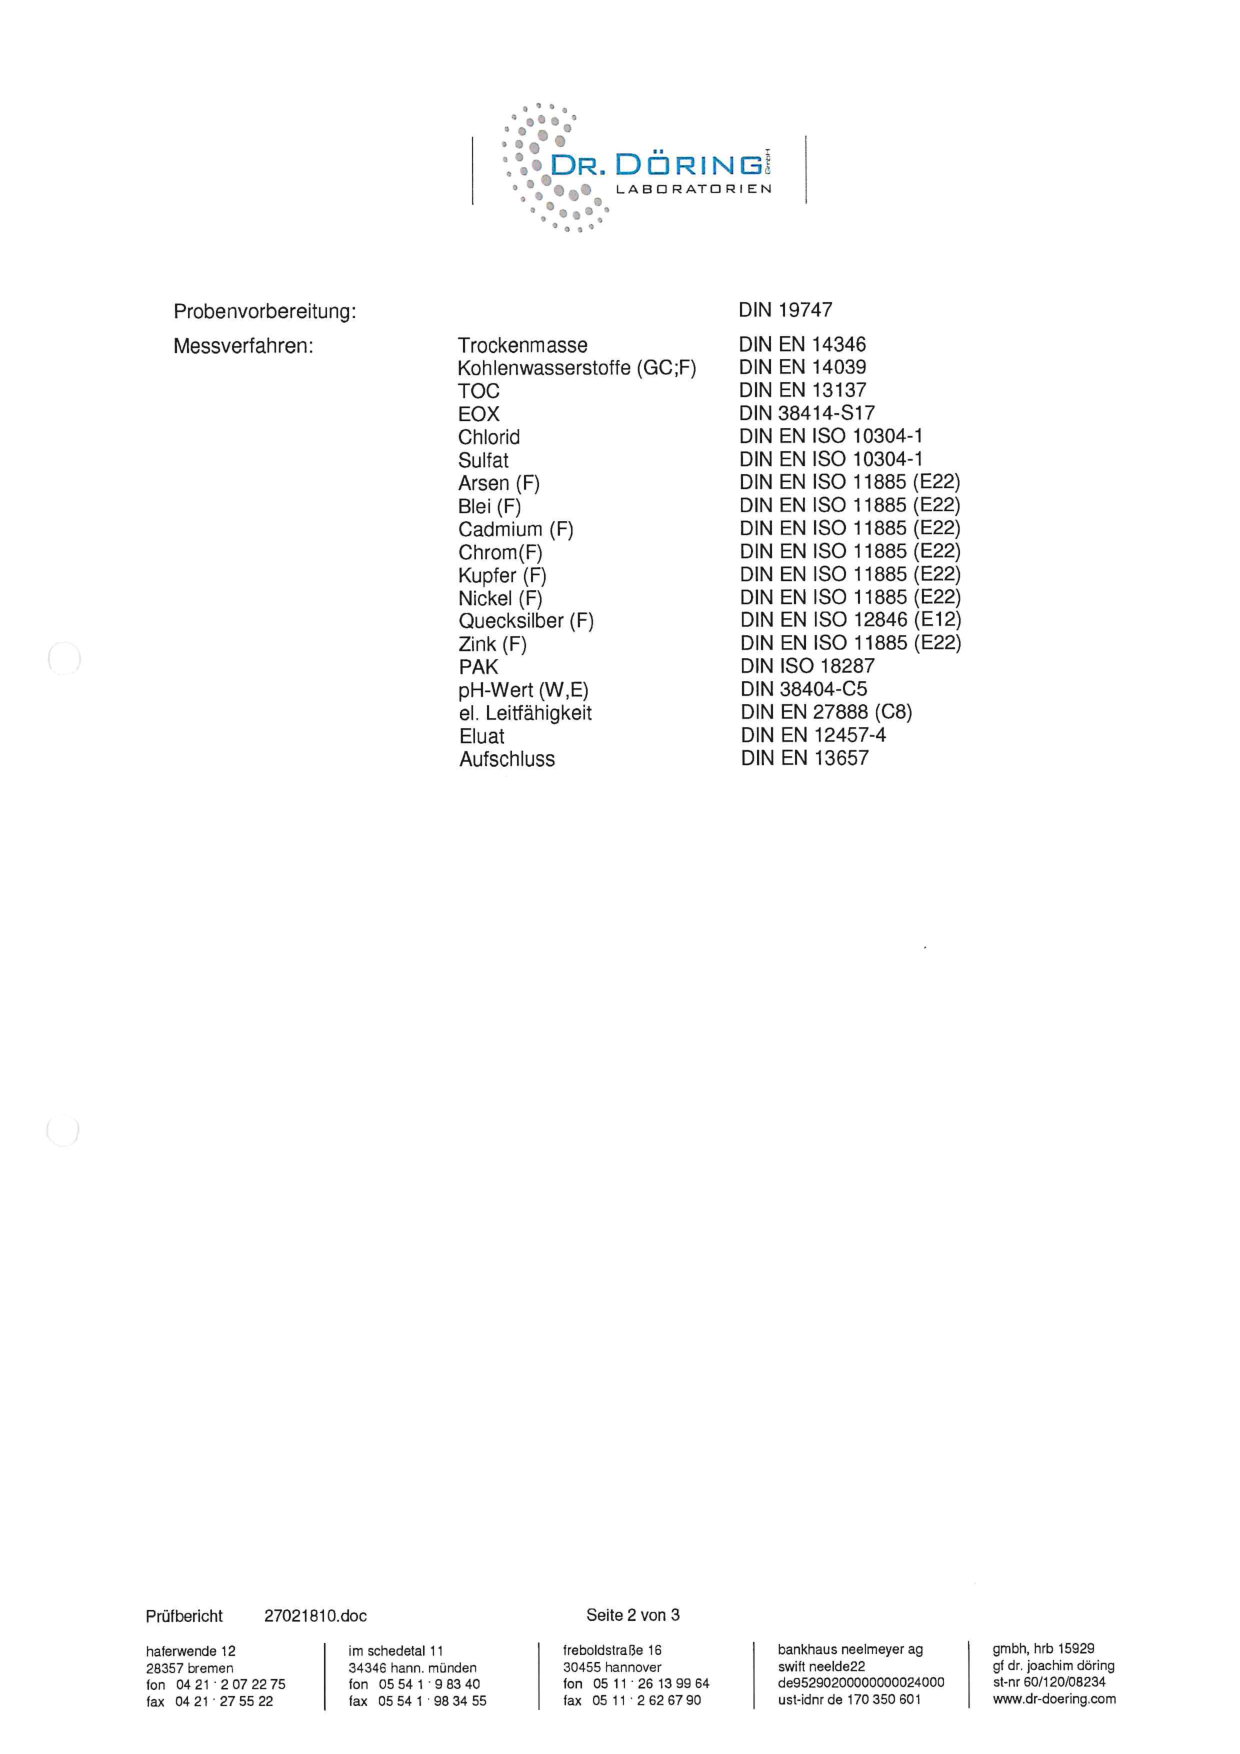 DR. DÖRING GmbH
LABORATORIEN
Probenvorbereitung: DIN 19747
Messverfahren: Trockenmasse DIN EN 14346
Kohlenwasserstoffe (GC;F) DIN EN 14039
TOC DIN EN 13137
EOX DIN 38414-S17
Chlorid DIN EN ISO 10304-1
Sulfat DIN EN ISO 10304-1
Arsen (F) DIN EN ISO 11885 (E22)
Blei (F) DIN EN ISO 11885 (E22)
Cadmium (F) DIN EN ISO 11885 (E22)
Chrom(F) DIN EN ISO 11885 (E22)
Kupfer (F) DIN EN ISO 11885 (E22)
Nickel (F) DIN EN ISO 11885 (E22)
Quecksilber (F) DIN EN ISO 12846 (E12)
Zink (F) DIN EN ISO 11885 (E22)
PAK DIN ISO 18287
pH-Wert (W,E) DIN 38404-C5
el. Leitfähigkeit DIN EN 27888 (C8)
Eluat DIN EN 12457-4
Aufschluss DIN EN 13657
Prüfbericht 27021810.doc Seite 2 von 3
haferwende 12
28357 bremen
fon 04 21 · 2 07 22 75
fax 04 21 · 27 55 22
im schedetal 11
34346 hann. münden
fon 05 54 1 · 9 83 40
fax 05 54 1 · 98 34 55
freboldstraße 16
30455 hannover
fon 05 11 · 26 13 99 64
fax 05 11 · 2 62 67 90
bankhaus neelmeyer ag
swift neelde22
de95290200000000024000
ust-idnr de 170 350 601
gmbh, hrb 15929
gf dr. joachim döring
st-nr 60/120/08234
www.dr-doering.com